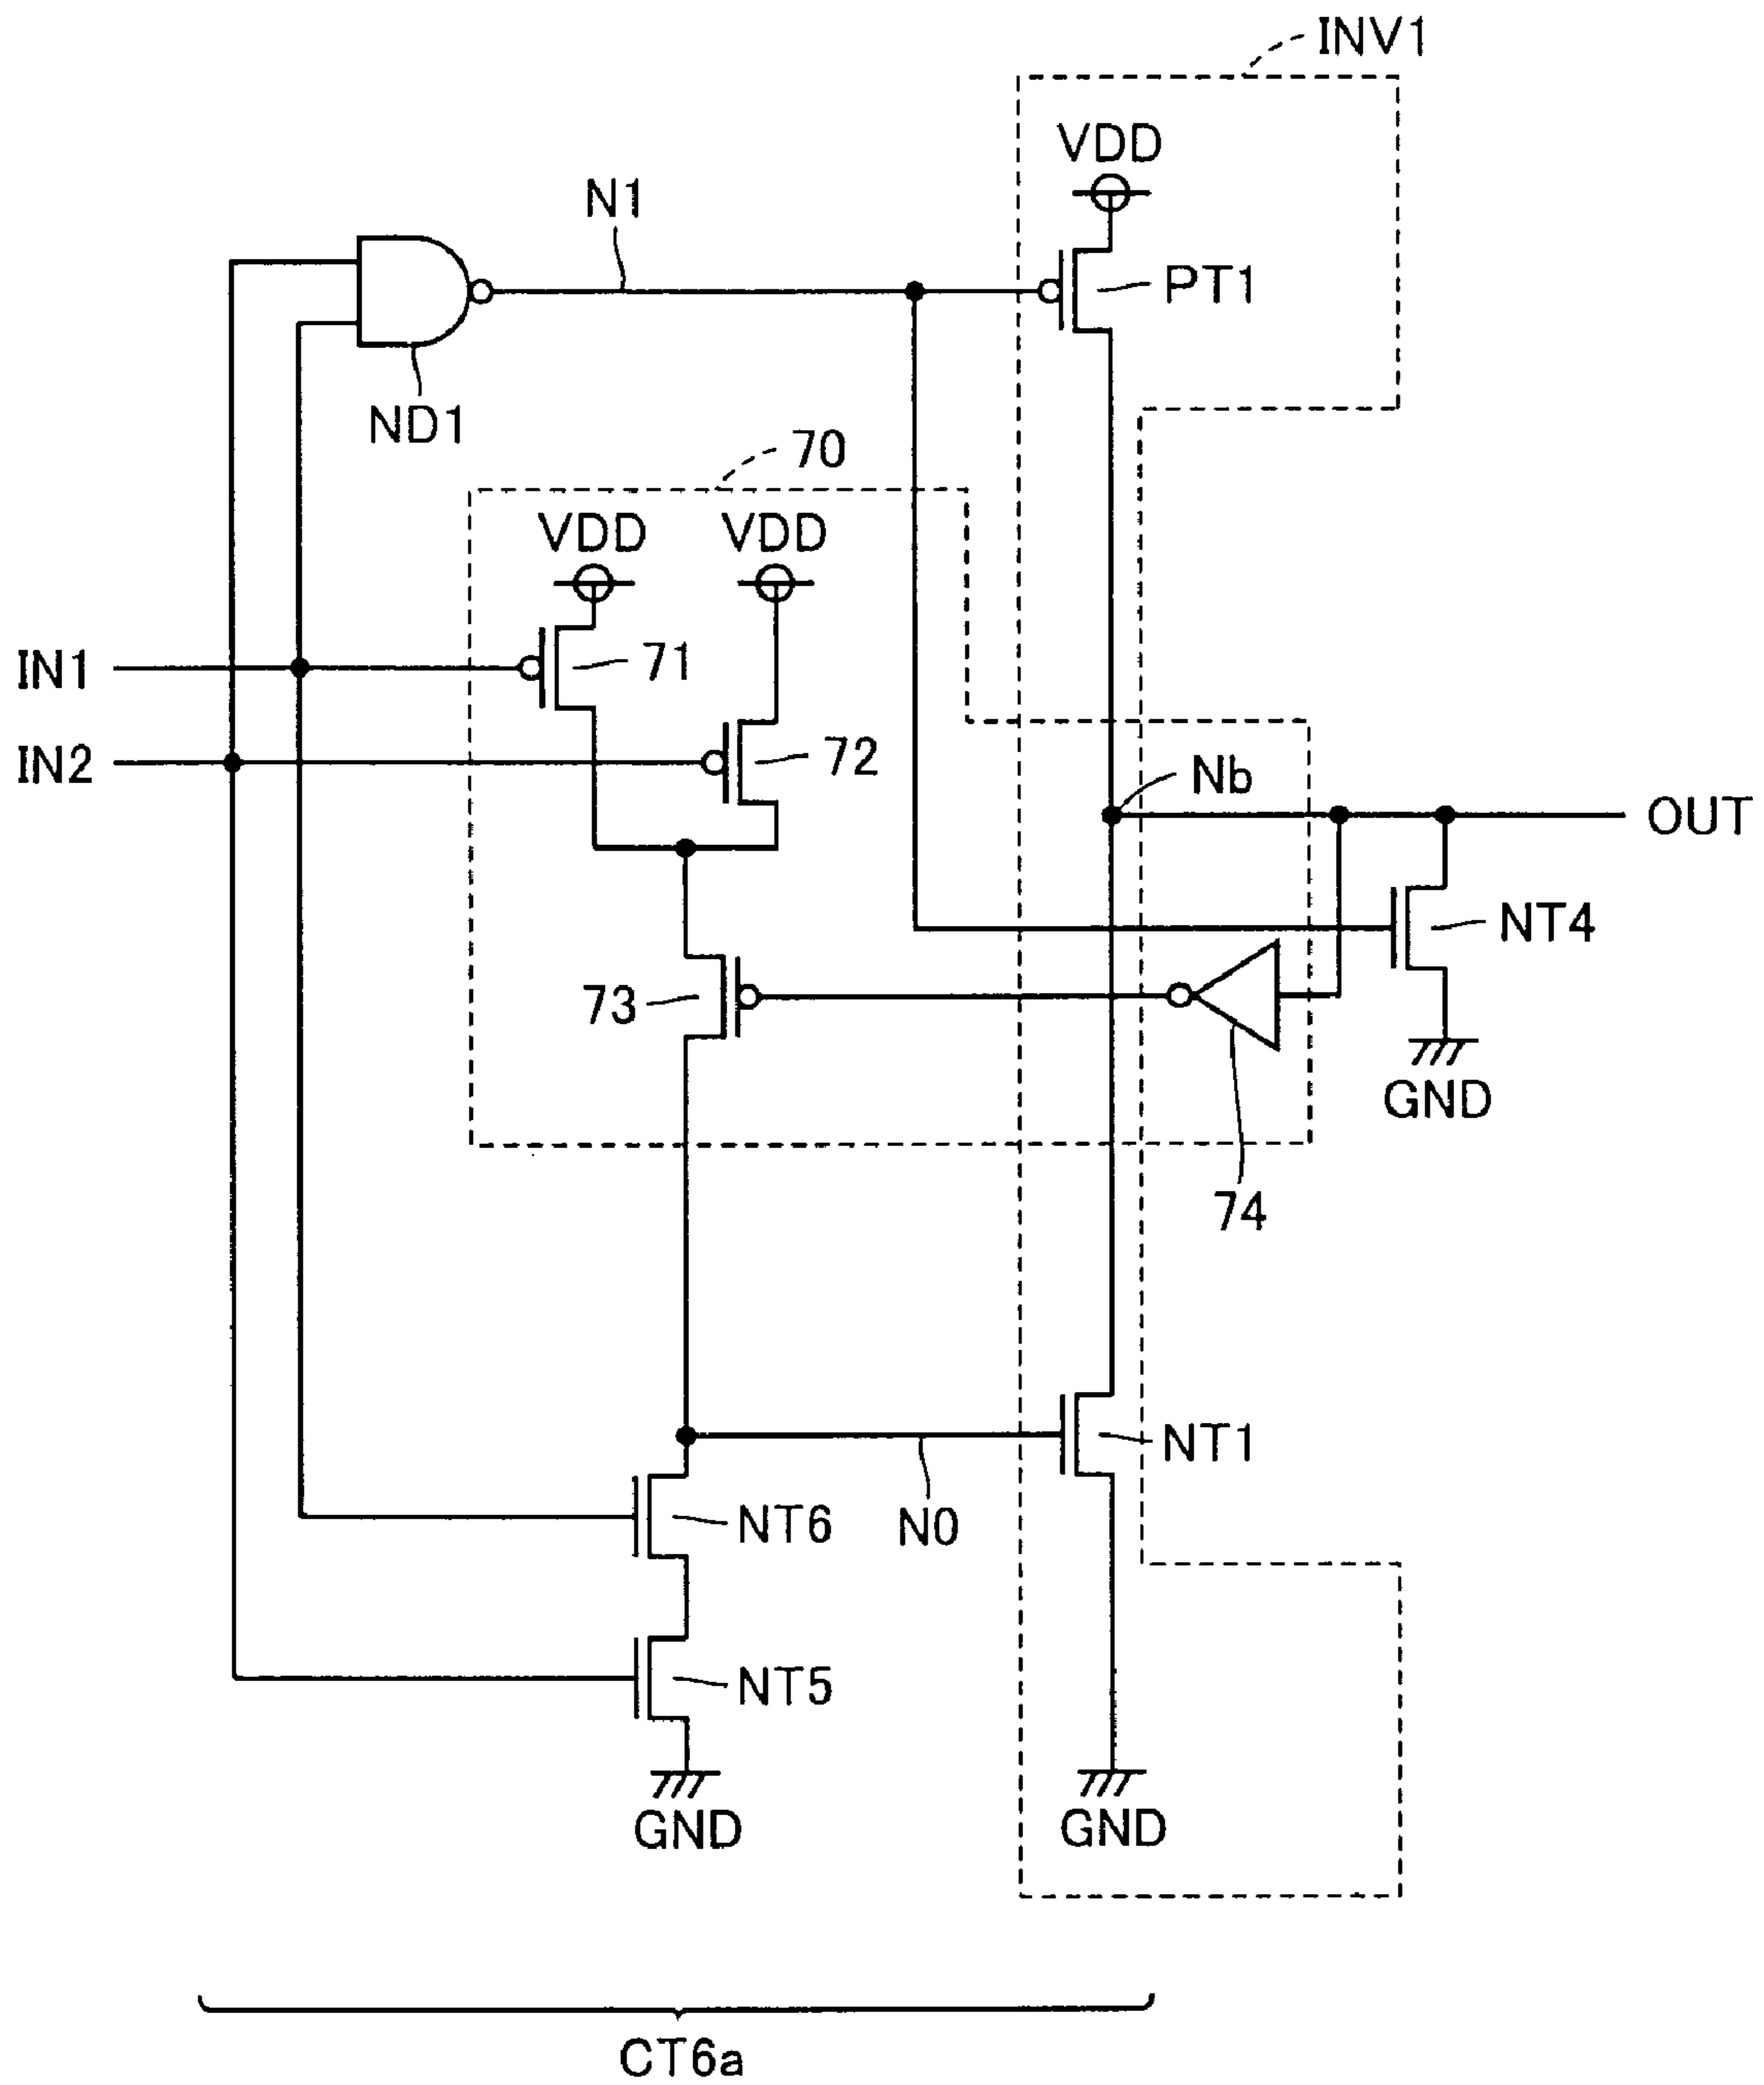 INV1
VDD
N1
PT1
ND1
70
VDD VDD
IN1
71
IN2
72
Nb
OUT
NT4
73
GND
74
NT1
NT6
N0
NT5
GND
GND
CT6a